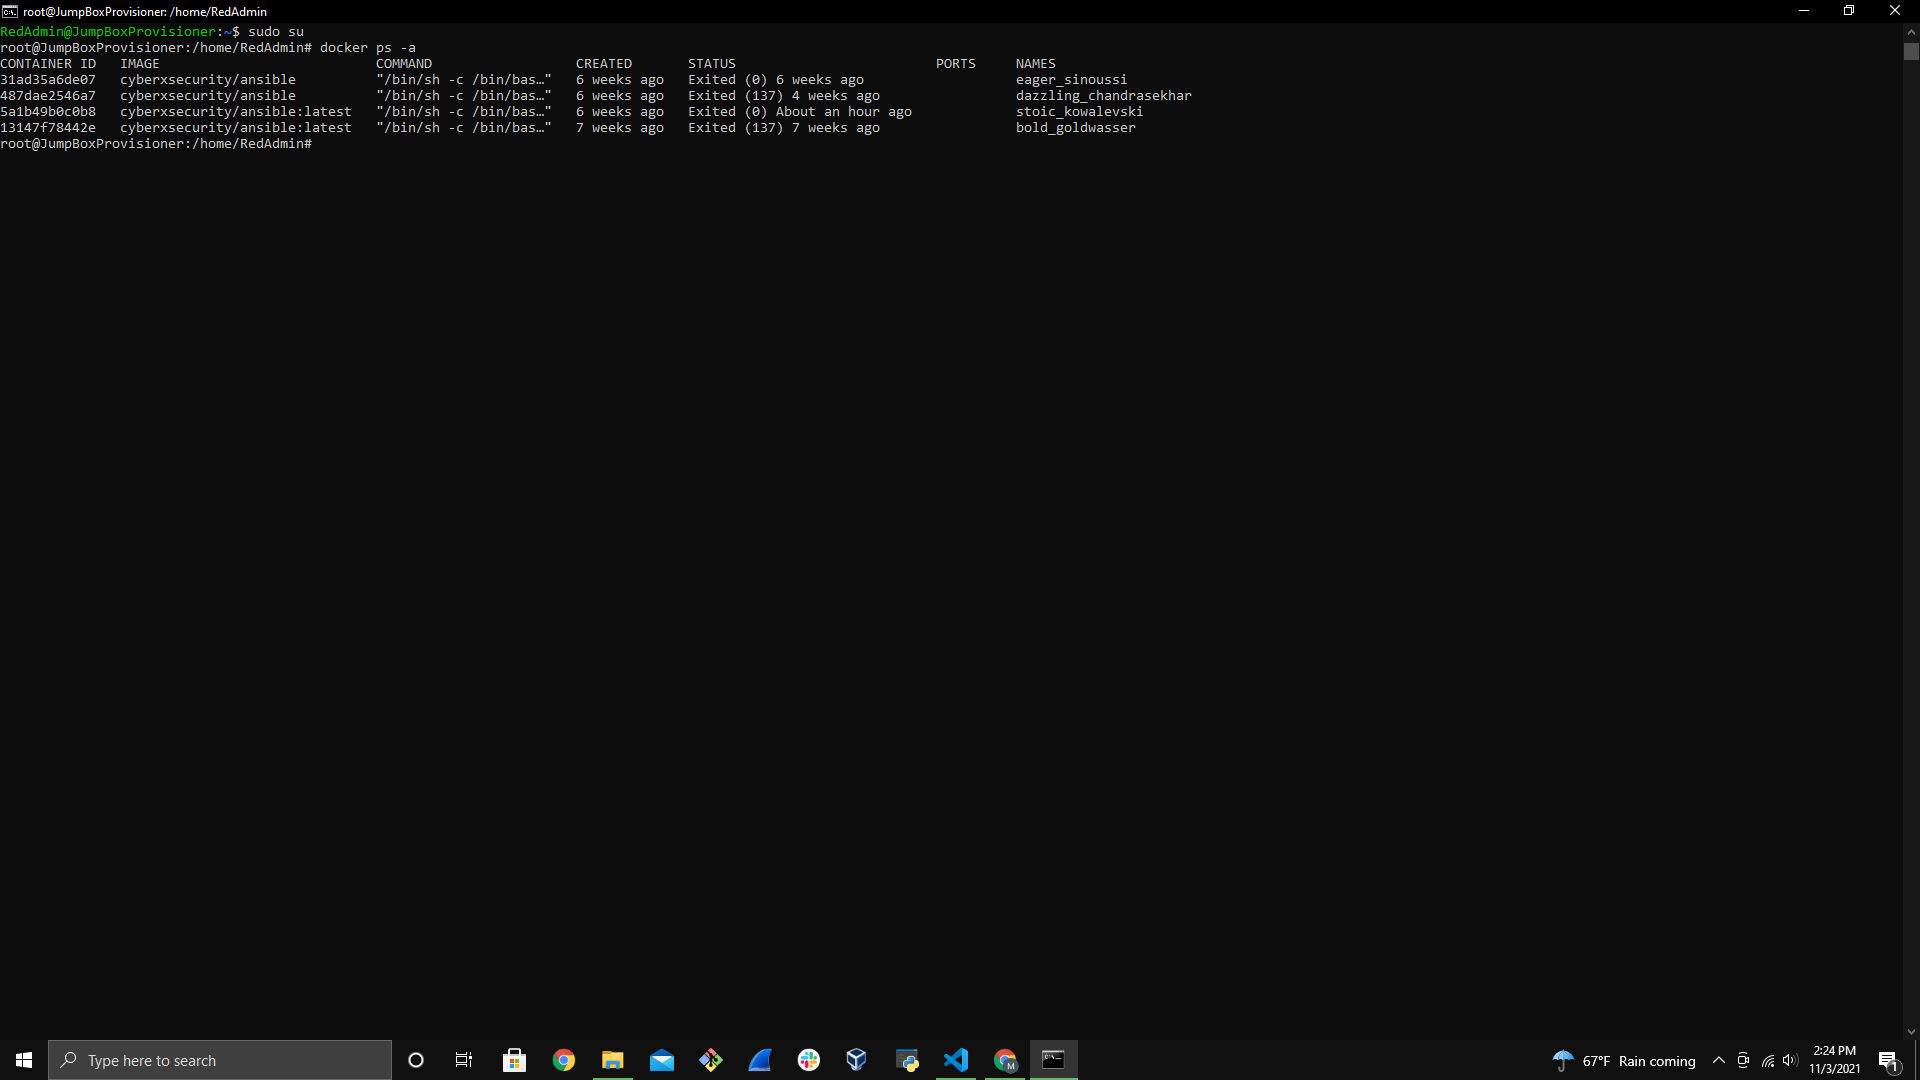 root@JumpBoxProvisioner: /home/RedAdmin
RedAdmin@JumpBoxProvisioner:~$ sudo su
root@JumpBoxProvisioner:/home/RedAdmin# docker ps -a
CONTAINER ID   IMAGE                           COMMAND                  CREATED       STATUS                         PORTS     NAMES
31ad35a6de07   cyberxsecurity/ansible          "/bin/sh -c /bin/bas…"   6 weeks ago   Exited (0) 6 weeks ago                   eager_sinoussi
487dae2546a7   cyberxsecurity/ansible          "/bin/sh -c /bin/bas…"   6 weeks ago   Exited (137) 4 weeks ago                 dazzling_chandrasekhar
5a1b49b0c0b8   cyberxsecurity/ansible:latest   "/bin/sh -c /bin/bas…"   6 weeks ago   Exited (0) About an hour ago             stoic_kowalevski
13147f78442e   cyberxsecurity/ansible:latest   "/bin/sh -c /bin/bas…"   7 weeks ago   Exited (137) 7 weeks ago                 bold_goldwasser
root@JumpBoxProvisioner:/home/RedAdmin#
Type here to search
M
67°F Rain coming
2:24 PM
11/3/2021
1